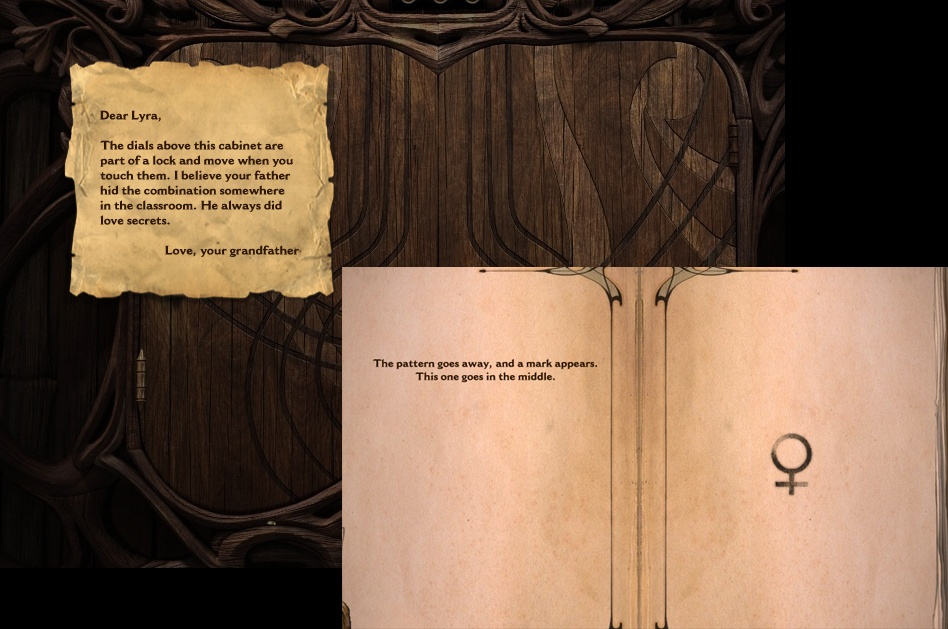 Dear Lyra,
The dials above this cabinet are
part of a lock and move when you
touch them. I believe your father
hid the combination somewhere
in the classroom. He always did
love secrets.
Love, your grandfather
The pattern goes away, and a mark appears.
This one goes in the middle.